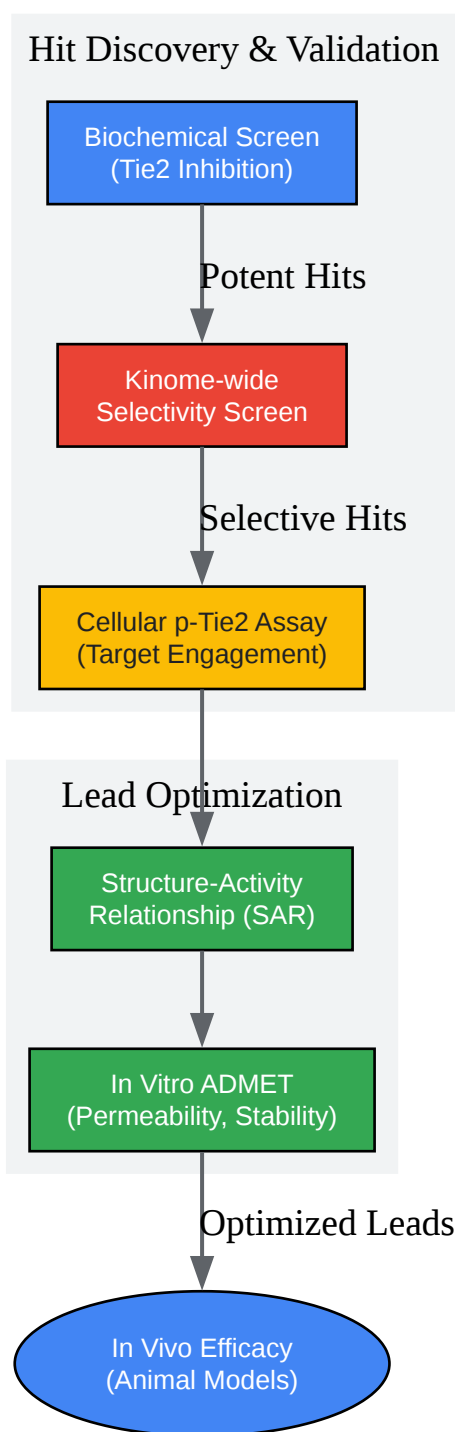 Hit Discovery & Validation
Biochemical Screen
(Tie2 Inhibition)
Potent Hits
Kinome-wide
Selectivity Screen
Selective Hits
Cellular p-Tie2 Assay
(Target Engagement)
Lead Optimization
Structure-Activity
Relationship (SAR)
In Vitro ADMET
(Permeability, Stability)
Optimized Leads
In Vivo Efficacy
(Animal Models)